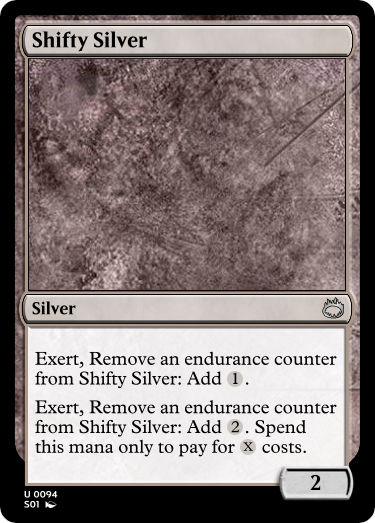 Shifty Silver
Silver
Exert, Remove an endurance counter
from Shifty Silver: Add 1.
Exert, Remove an endurance counter
from Shifty Silver: Add 2. Spend
this mana only to pay for X costs.
2
U 0094
S01